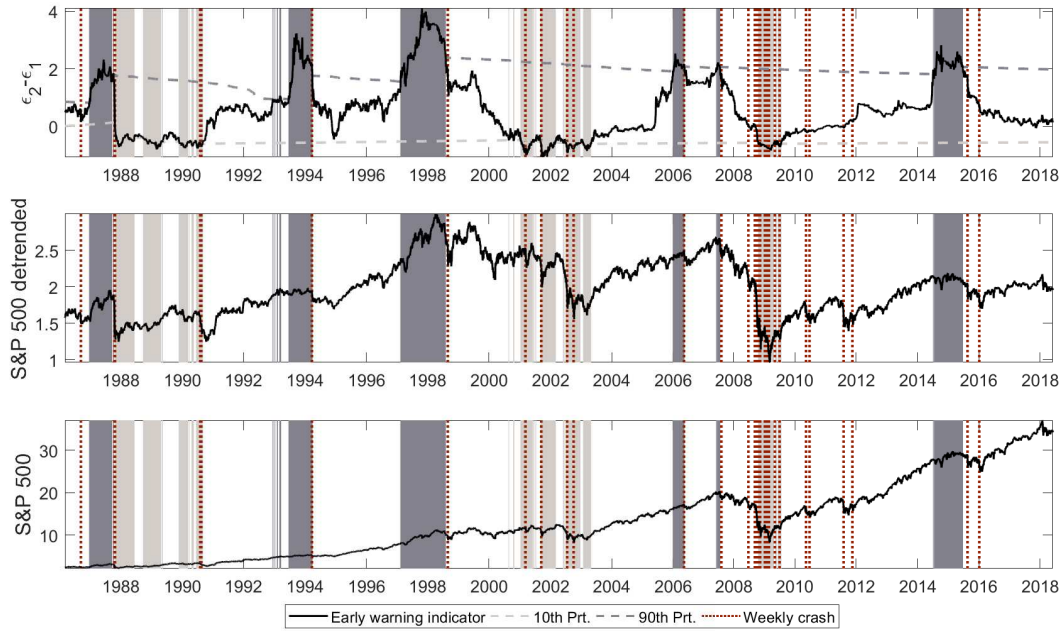 4
2
0
ϵ2-ϵ1
1988 1990 1992 1994 1996 1998 2000 2002 2004 2006 2008 2010 2012 2014 2016 2018
2.5
2
1.5
1
S&P 500 detrended
1988 1990 1992 1994 1996 1998 2000 2002 2004 2006 2008 2010 2012 2014 2016 2018
30
20
10
S&P 500
1988 1990 1992 1994 1996 1998 2000 2002 2004 2006 2008 2010 2012 2014 2016 2018
Early warning indicator 10th Prt. 90th Prt. Weekly crash